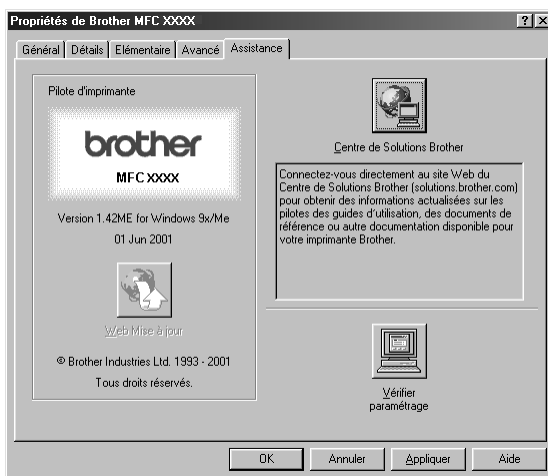 Propriétés de Brother MFC XXXX
Général Détails Elémentaire Avancé Assistance
Pilote d'imprimante
brother
MFC XXXX
Version 1.42ME for Windows 9x/Me
01 Jun 2001
Web Mise à jour
© Brother Industries Ltd. 1993 - 2001
Tous droits réservés.
Centre de Solutions Brother
Connectez-vous directement au site Web du
Centre de Solutions Brother (solutions.brother.com)
pour obtenir des informations actualisées sur les
pilotes des guides d'utilisation, des documents de
référence ou autre documentation disponible pour
votre imprimante Brother.
Vérifier
paramétrage
OK Annuler Appliquer Aide